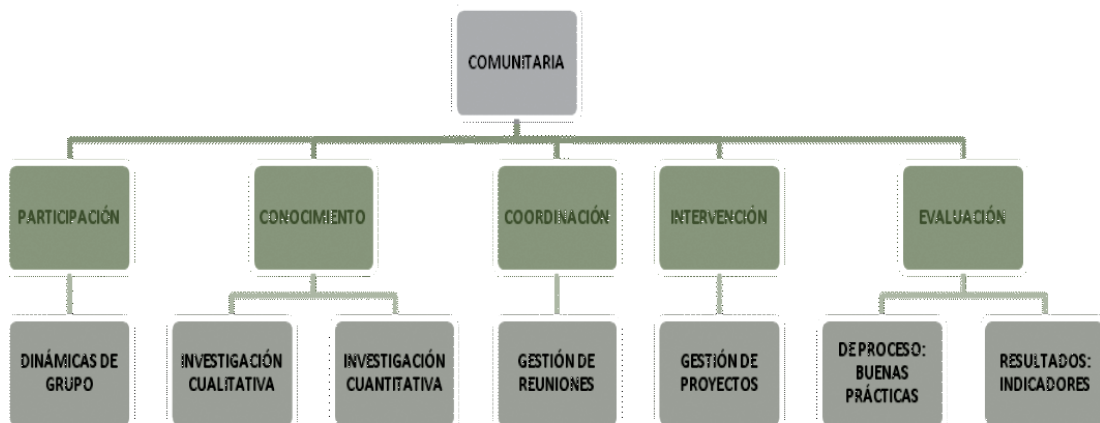 COMUNITARIA
PARTICIPACIÓN
CONOCIMIENTO
COORDINACIÓN
INTERVENCIÓN
EVALUACIÓN
DINÁMICAS DE
GRUPO
INVESTIGACIÓN
CUALITATIVA
INVESTIGACIÓN
CUANTITATIVA
GESTIÓN DE
REUNIONES
GESTIÓN DE
PROYECTOS
DE PROCESO:
BUENAS
PRÁCTICAS
RESULTADOS:
INDICADORES